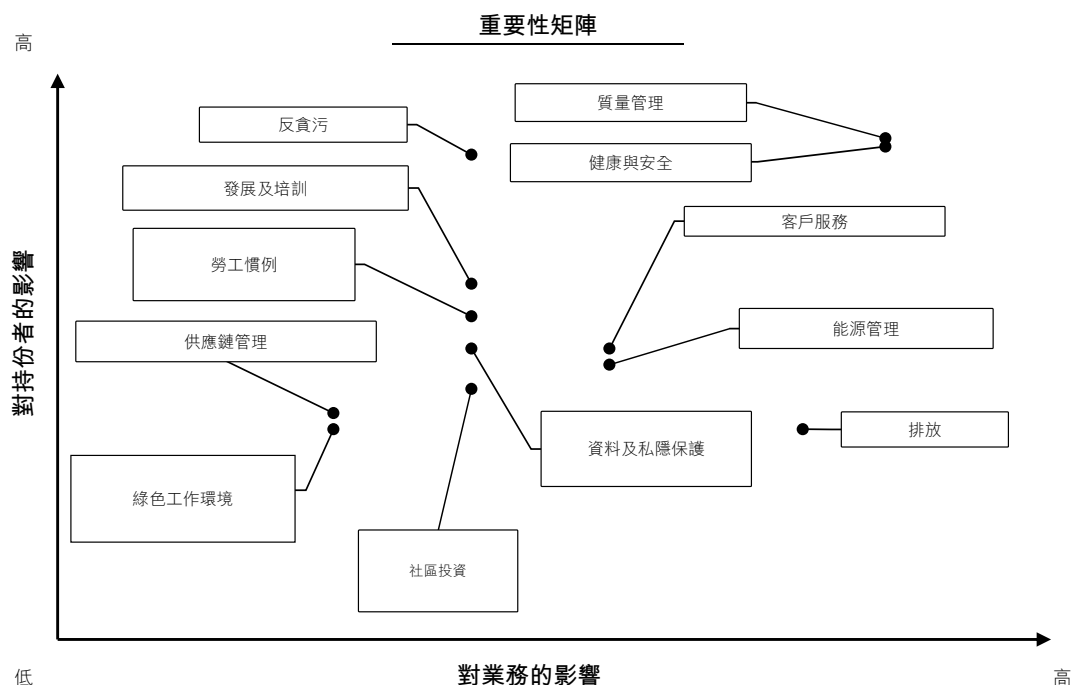 重要性矩陣
高
質量管理
反貪污
健康與安全
發展及培訓
客戶服務
勞工慣例
對持份者的影響
能源管理
供應鏈管理
排放
資料及私隱保護
綠色工作環境
社區投資
低
對業務的影響
高